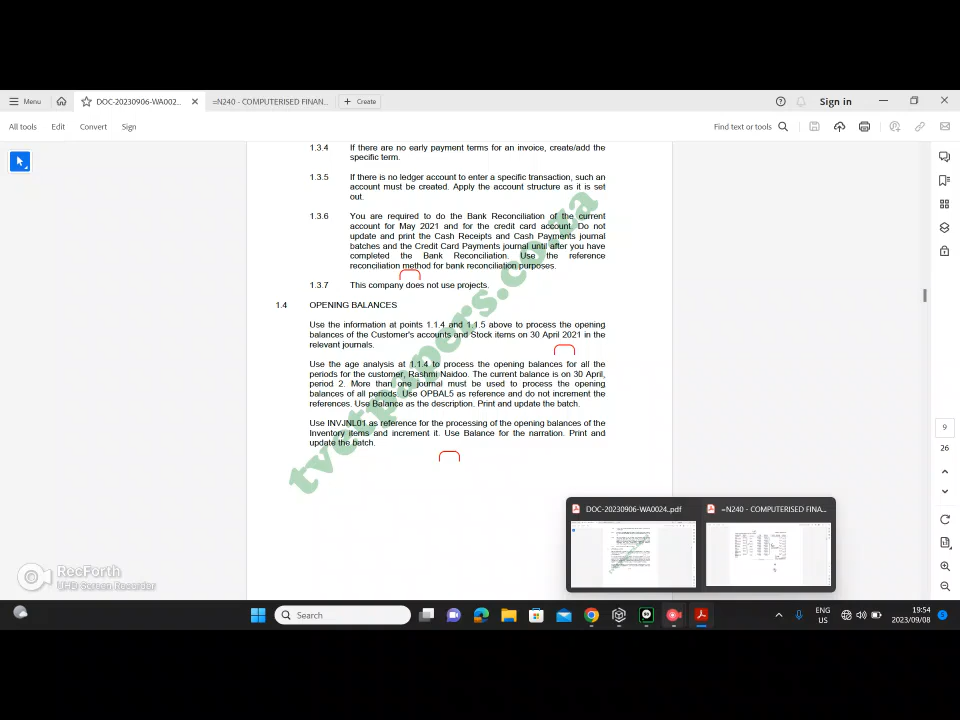 Menu
DOC-20230906-WA002...
=N240 - COMPUTERISED FINAN...
Create
Sign in
All tools
Edit
Convert
Sign
Find text or tools
1.3.4 If there are no early payment terms for an invoice, create/add the
specific term.
1.3.5 If there is no ledger account to enter a specific transaction, such an
account must be created. Apply the account structure as it is set
out.
1.3.6 You are required to do the Bank Reconciliation of the current
account for May 2021 and for the credit card account. Do not
update and print the Cash Receipts and Cash Payments journal
batches and the Credit Card Payments journal until after you have
completed the Bank Reconciliation. Use the reference
reconciliation method for bank reconciliation purposes.
1.3.7 This company does not use projects.
1.4 OPENING BALANCES
Use the information at points 1.1.4 and 1.1.5 above to process the opening
balances of the Customer's accounts and Stock items on 30 April 2021 in the
relevant journals.
Use the age analysis at 1.1.4 to process the opening balances for all the
periods for the customer, Rashmi Naidoo. The current balance is on 30 April,
period 2. More than one journal must be used to process the opening
balances of all periods. Use OPBAL5 as reference and do not increment the
references. Use Balance as the description. Print and update the batch.
Use INVJNL01 as reference for the processing of the opening balances of the
Inventory items and increment it. Use Balance for the narration. Print and
update the batch.
tvetpapers.co.za
9
26
DOC-20230906-WA0024..pdf
=N240 - COMPUTERISED FINA...
RecForth
UHD Screen Recorder
Search
ENG
US
19:54
2023/09/08